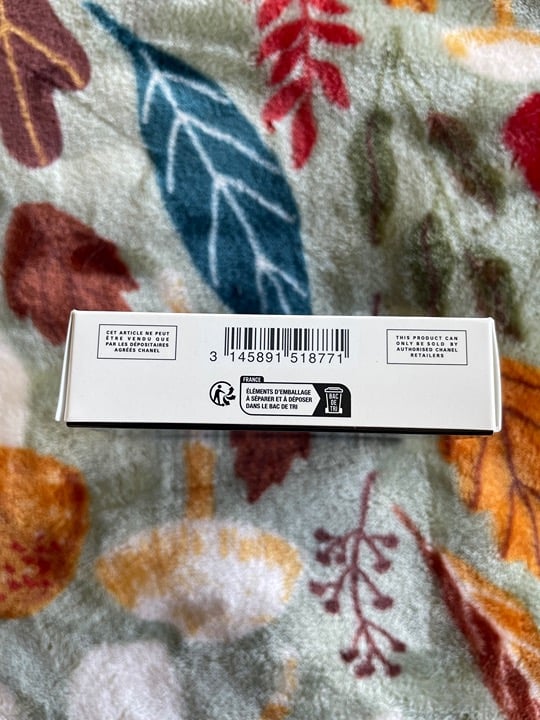 CET ARTICLE NE PEUT
ÊTRE VENDU QUE
PAR LES DÉPOSITAIRES
AGRÉÉS CHANEL
3 145891 518771
THIS PRODUCT CAN
ONLY BE SOLD BY
AUTHORISED CHANEL
RETAILERS
FRANCE
ÉLÉMENTS D'EMBALLAGE
À SÉPARER ET À DÉPOSER
DANS LE BAC DE TRI
BAC
DE
TRI